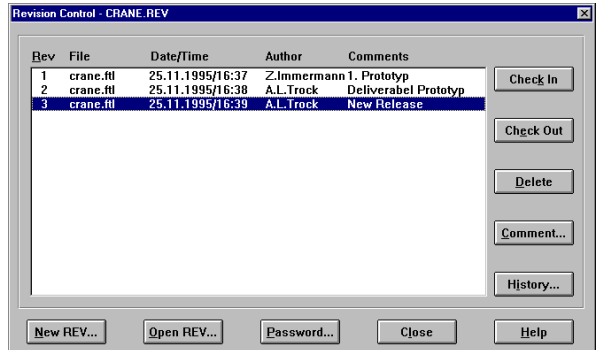 Revision Control - CRANE.REV
Rev File Date/Time Author Comments
1 crane.ftl 25.11.1995/16:37 Z.Immermann 1. Prototyp
2 crane.ftl 25.11.1995/16:38 A.L.Trock Deliverabel Prototyp
3 crane.ftl 25.11.1995/16:39 A.L.Trock New Release
Check In
Check Out
Delete
Comment...
History...
New REV... Open REV... Password... Close Help